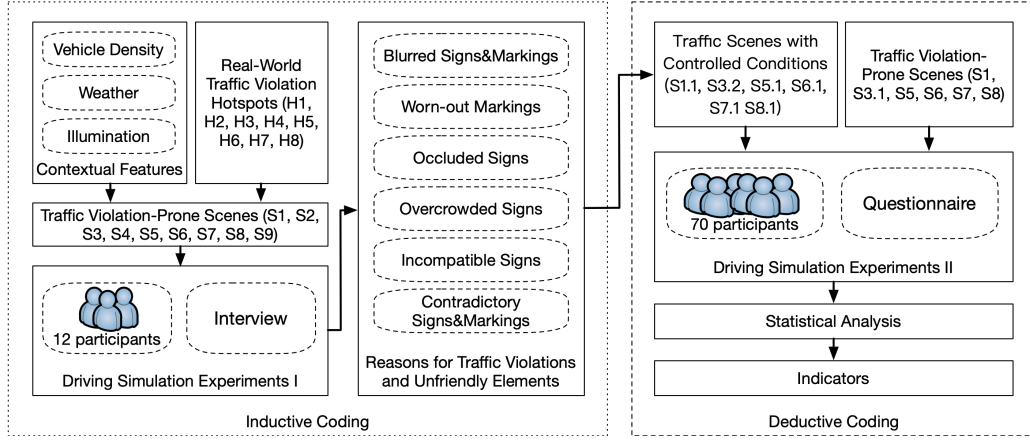 Vehicle Density
Weather
Illumination
Contextual Features
Real-World
Traffic Violation
Hotspots (H1,
H2, H3, H4, H5,
H6, H7, H8)
Traffic Violation-Prone Scenes (S1, S2,
S3, S4, S5, S6, S7, S8, S9)
12 participants
Interview
Driving Simulation Experiments I
Blurred Signs&Markings
Worn-out Markings
Occluded Signs
Overcrowded Signs
Incompatible Signs
Contradictory
Signs&Markings
Reasons for Traffic Violations
and Unfriendly Elements
Inductive Coding
Traffic Scenes with
Controlled Conditions
(S1.1, S3.2, S5.1, S6.1,
S7.1 S8.1)
Traffic Violation-
Prone Scenes (S1,
S3.1, S5, S6, S7, S8)
70 participants
Questionnaire
Driving Simulation Experiments II
Statistical Analysis
Indicators
Deductive Coding